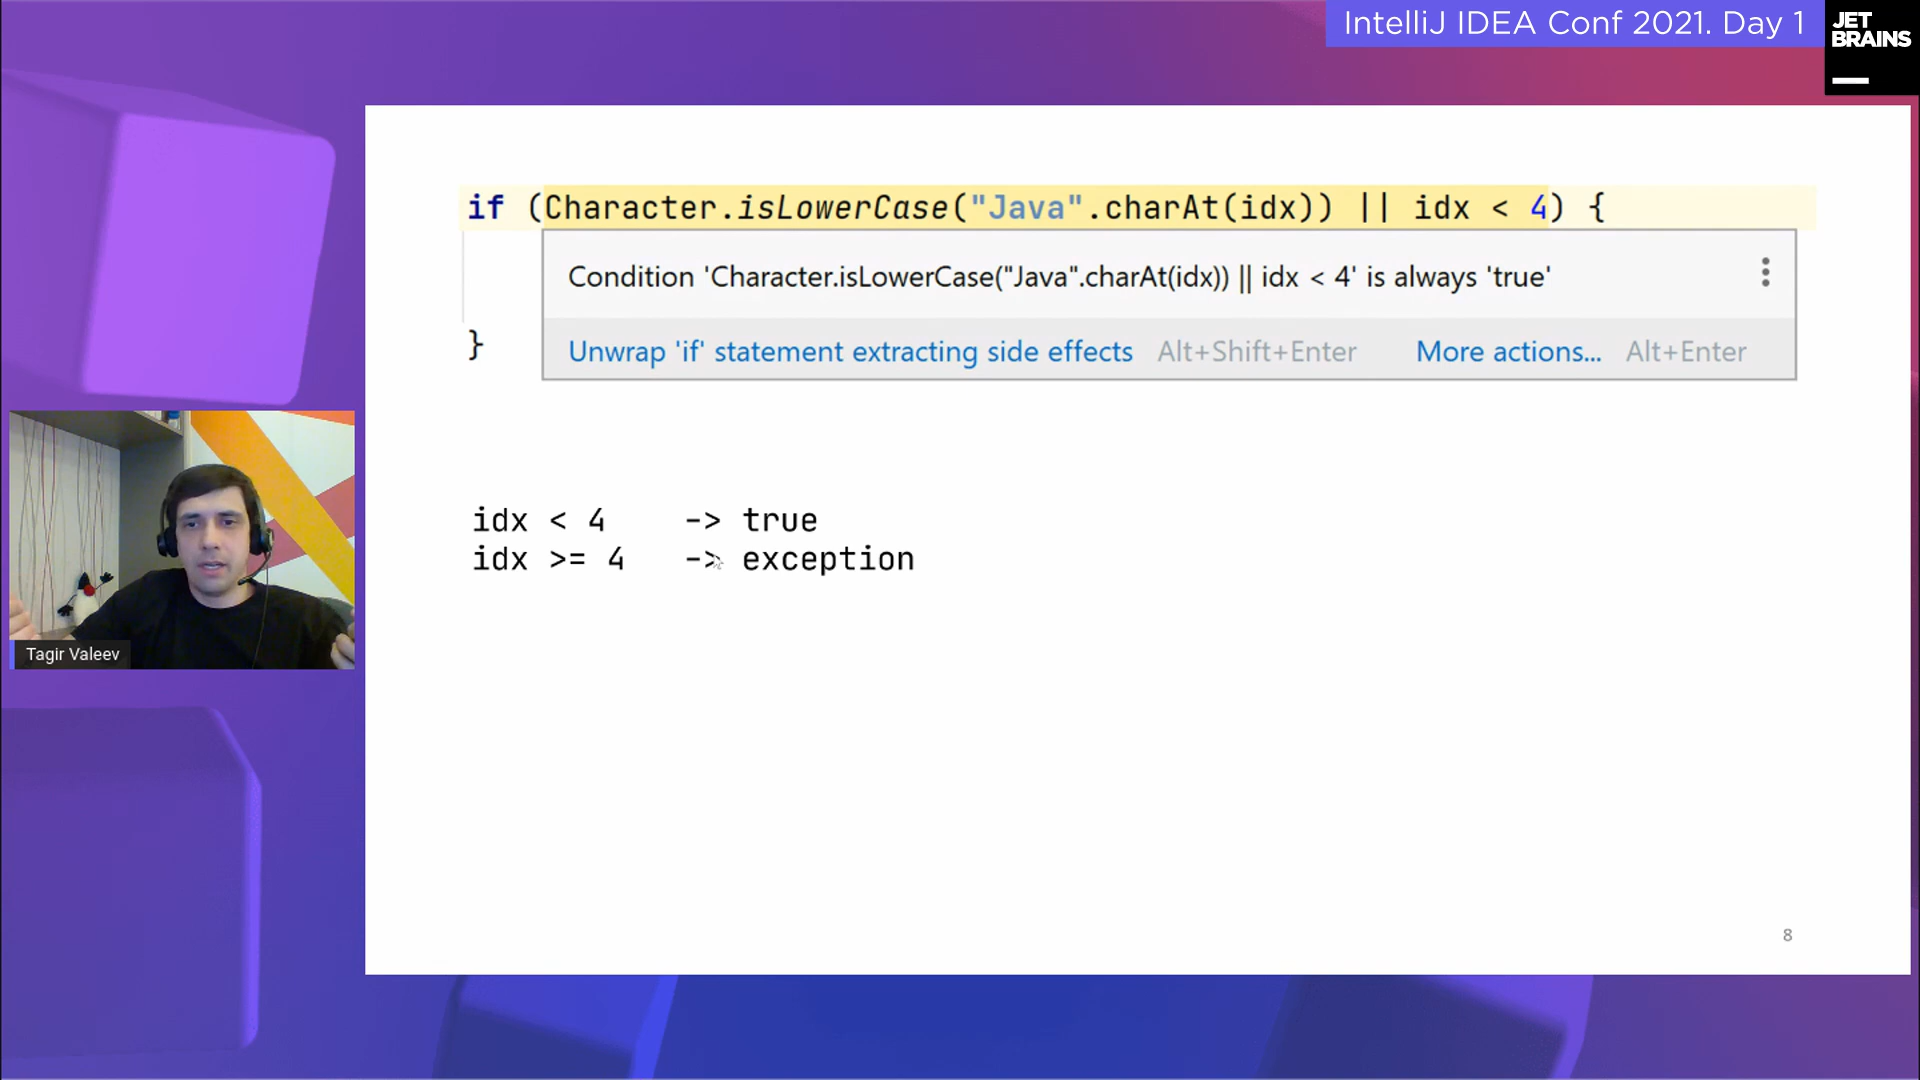 IntelliJ IDEA Conf 2021. Day 1
JET
BRAINS
if (Character.isLowerCase("Java".charAt(idx)) || idx < 4) {
Condition 'Character.isLowerCase("Java".charAt(idx)) || idx < 4' is always 'true'
Unwrap 'if' statement extracting side effects Alt+Shift+Enter More actions... Alt+Enter
}
idx < 4 -> true
idx >= 4 -> exception
Tagir Valeev
8